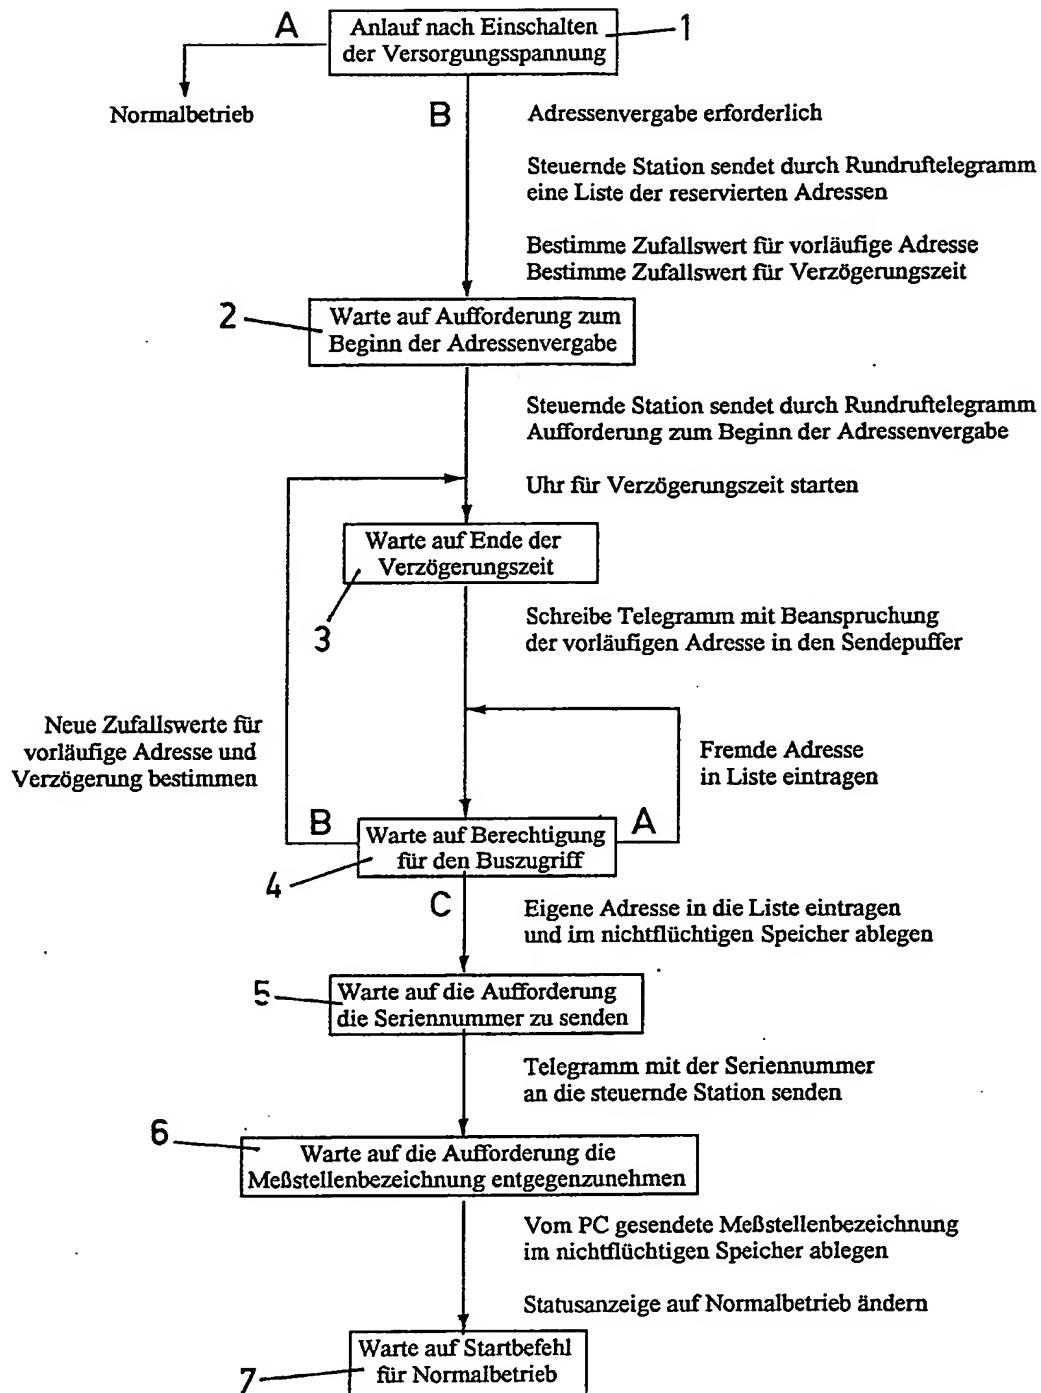 A
Anlauf nach Einschalten
der Versorgungsspannung
1
Normalbetrieb
B
Adressenvergabe erforderlich
Steuernde Station sendet durch Rundruftelegramm
eine Liste der reservierten Adressen
Bestimme Zufallswert für vorläufige Adresse
Bestimme Zufallswert für Verzögerungszeit
2
Warte auf Aufforderung zum
Beginn der Adressenvergabe
Steuernde Station sendet durch Rundruftelegramm
Aufforderung zum Beginn der Adressenvergabe
Uhr für Verzögerungszeit starten
Warte auf Ende der
Verzögerungszeit
3
Schreibe Telegramm mit Beanspruchung
der vorläufigen Adresse in den Sendepuffer
Neue Zufallswerte für
vorläufige Adresse und
Verzögerung bestimmen
Fremde Adresse
in Liste eintragen
B
Warte auf Berechtigung
für den Buszugriff
A
4
C
Eigene Adresse in die Liste eintragen
und im nichtflüchtigen Speicher ablegen
5
Warte auf die Aufforderung
die Seriennummer zu senden
Telegramm mit der Seriennummer
an die steuernde Station senden
6
Warte auf die Aufforderung die
Meßstellenbezeichnung entgegenzunehmen
Vom PC gesendete Meßstellenbezeichnung
im nichtflüchtigen Speicher ablegen
Statusanzeige auf Normalbetrieb ändern
Warte auf Startbefehl
für Normalbetrieb
7